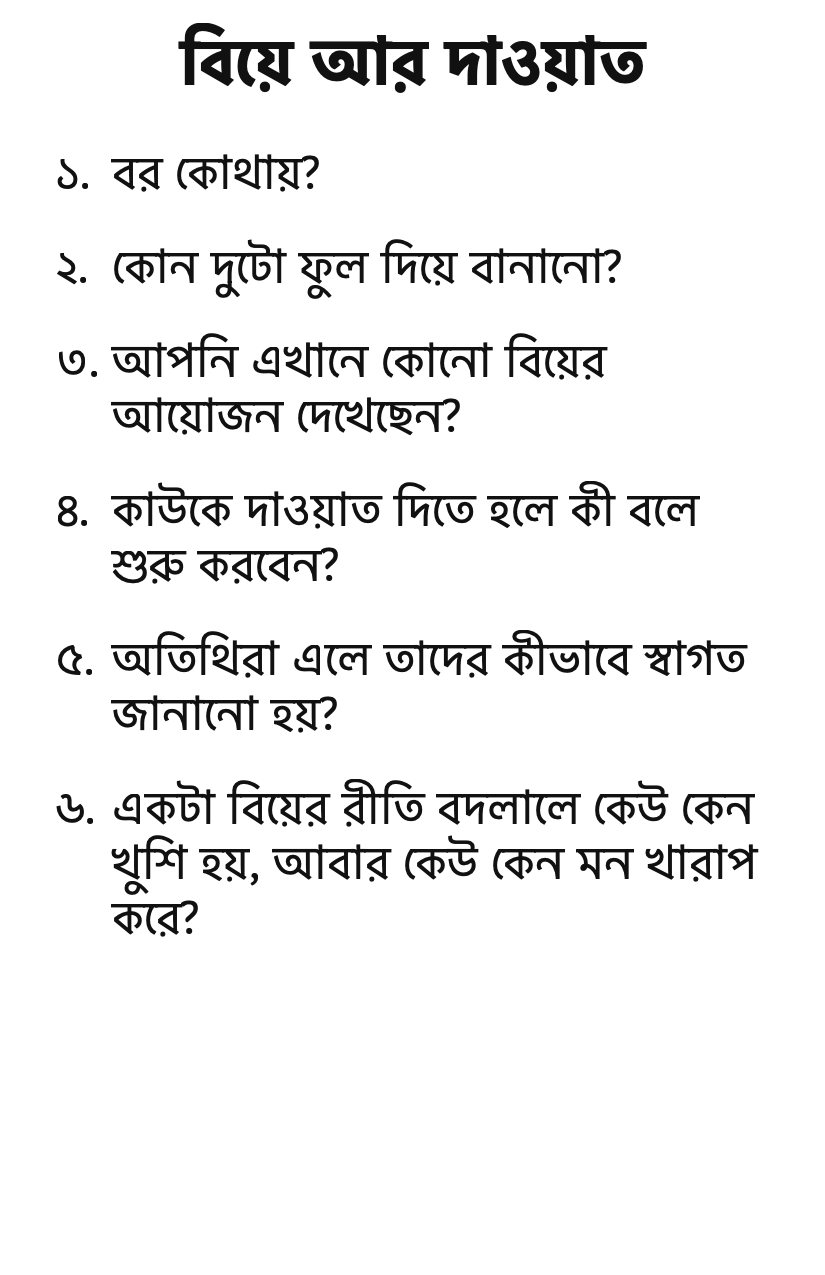 বিয়ে আর দাওয়াত
১. বর কোথায়?
২. কোন দুটো ফুল দিয়ে বানানো?
৩. আপনি এখানে কোনো বিয়ের
আয়োজন দেখেছেন?
৪. কাউকে দাওয়াত দিতে হলে কী বলে
শুরু করবেন?
৫. অতিথিরা এলে তাদের কীভাবে স্বাগত
জানানো হয়?
৬. একটা বিয়ের রীতি বদলালে কেউ কেন
খুশি হয়, আবার কেউ কেন মন খারাপ
করে?